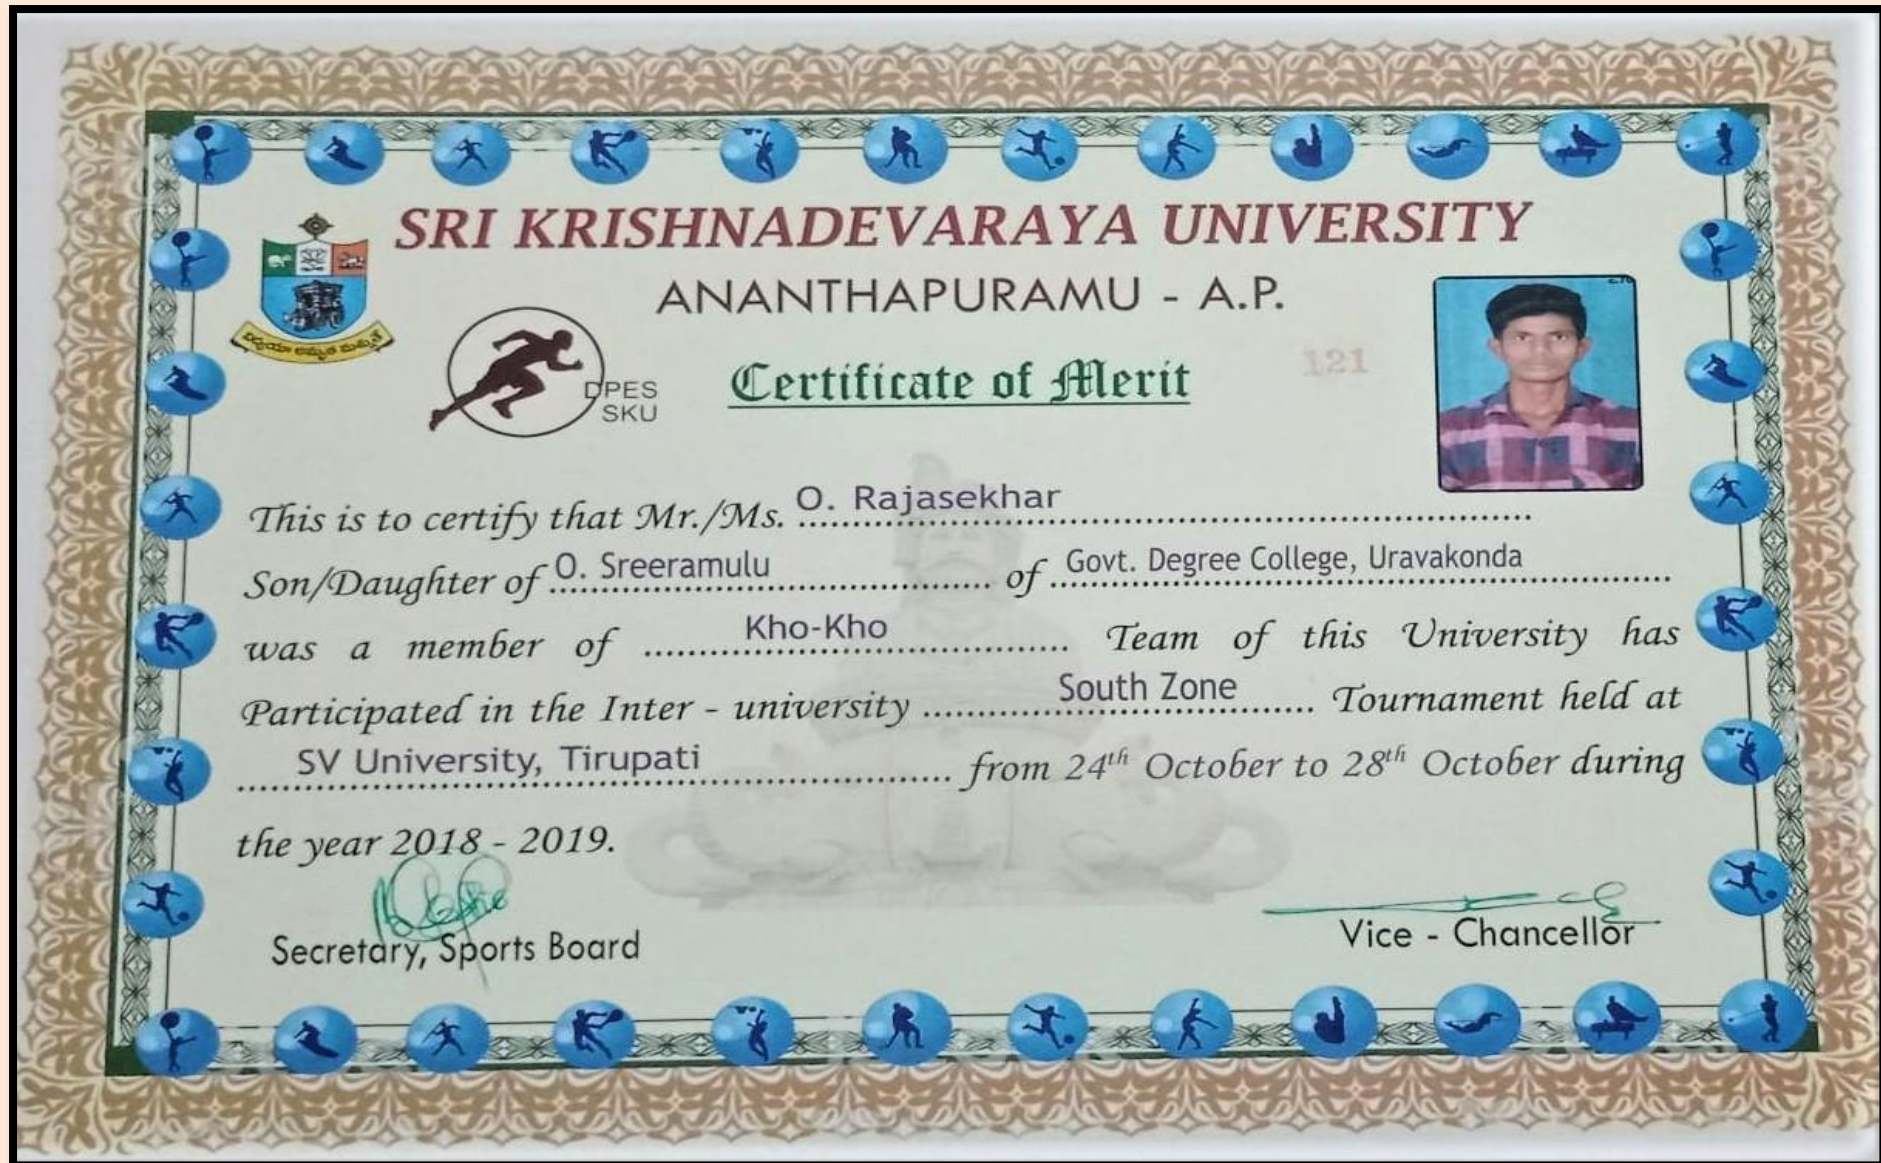 SRI KRISHNADEVARAYA UNIVERSITY
ANANTHAPURAMU - A.P.
DPES
SKU
Certificate of Merit
121
This is to certify that Mr./Ms. O. Rajasekhar
Son/Daughter of O. Sreeramulu of Govt. Degree College, Uravakonda
was a member of Kho-Kho Team of this University has
Participated in the Inter - university South Zone Tournament held at
SV University, Tirupati from 24th October to 28th October during
the year 2018 - 2019.
Secretary, Sports Board
Vice - Chancellor